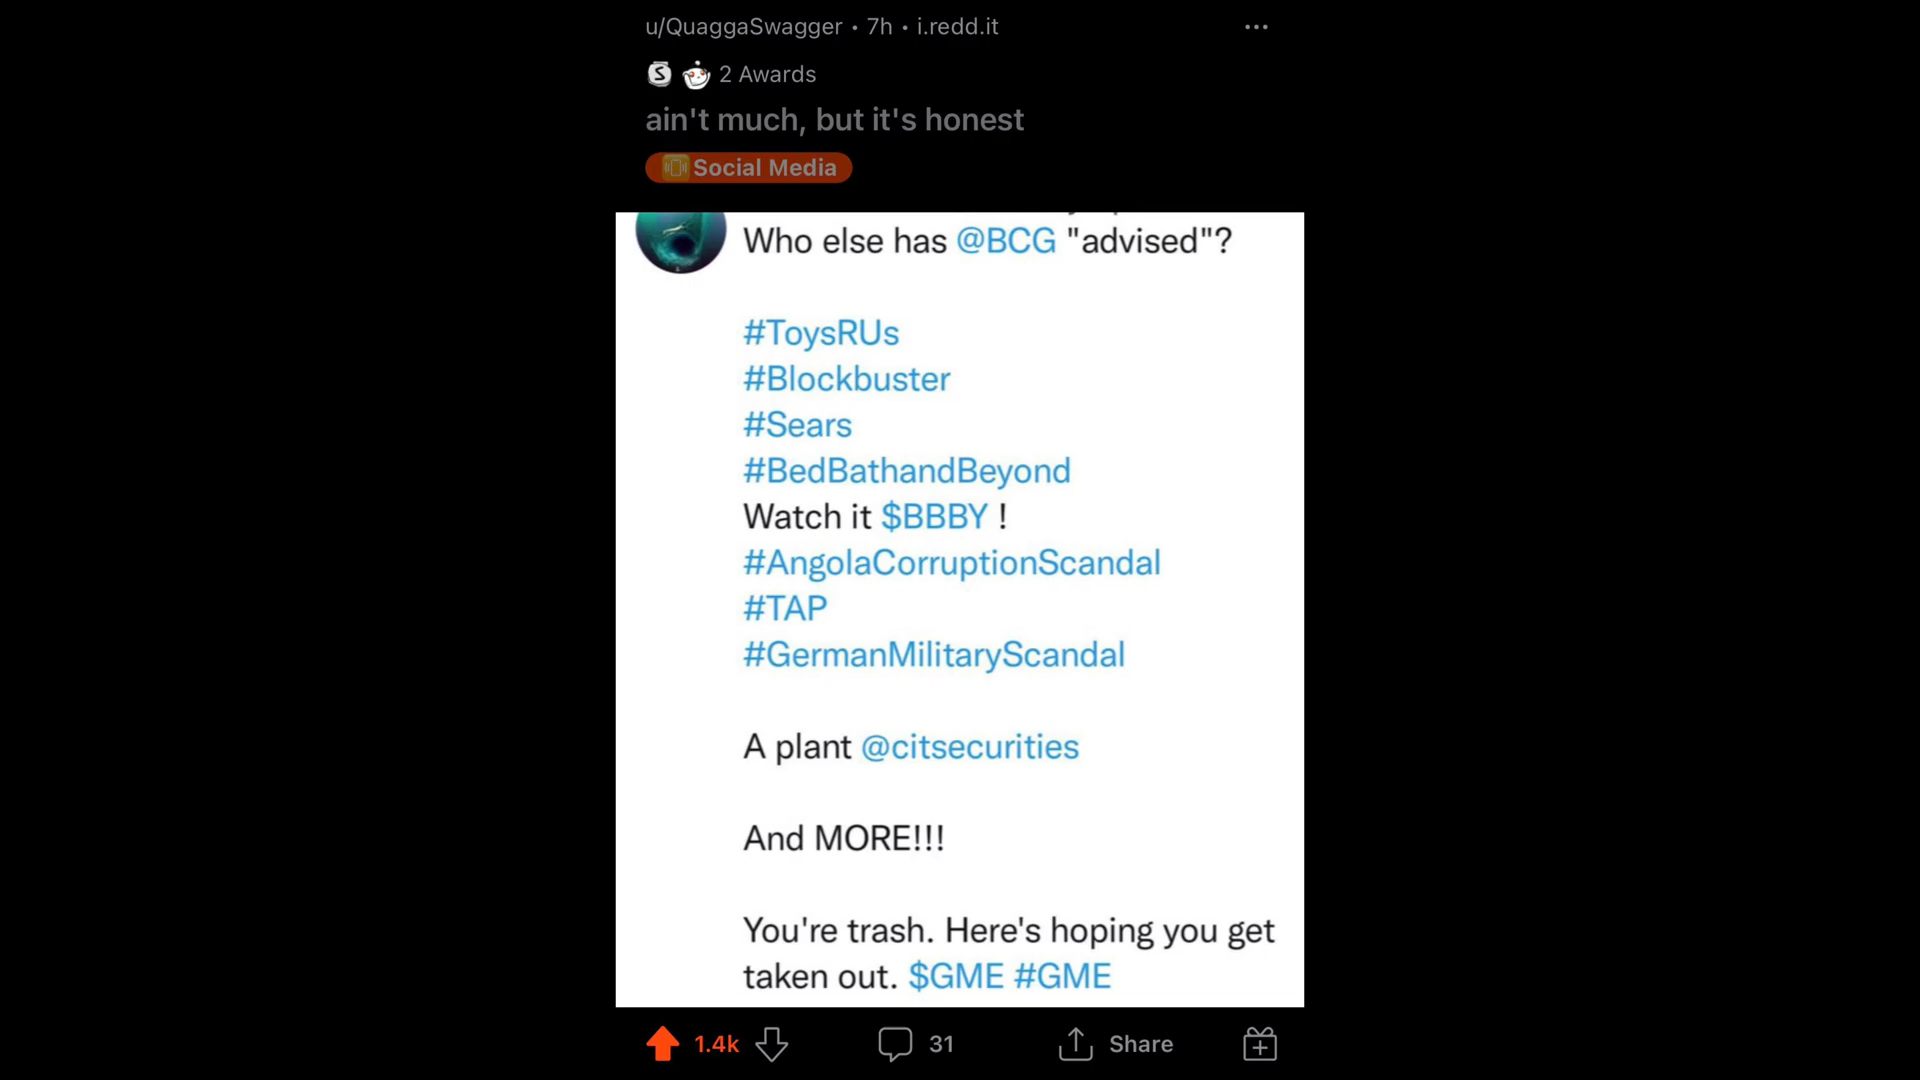 u/QuaggaSwagger • 7h • i.redd.it
2 Awards
ain't much, but it's honest
Social Media
Who else has @BCG "advised"?
#ToysRUs
#Blockbuster
#Sears
#BedBathandBeyond
Watch it $BBBY !
#AngolaCorruptionScandal
#TAP
#GermanMilitaryScandal
A plant @citsecurities
And MORE!!!
You're trash. Here's hoping you get
taken out. $GME #GME
1.4k 31 Share